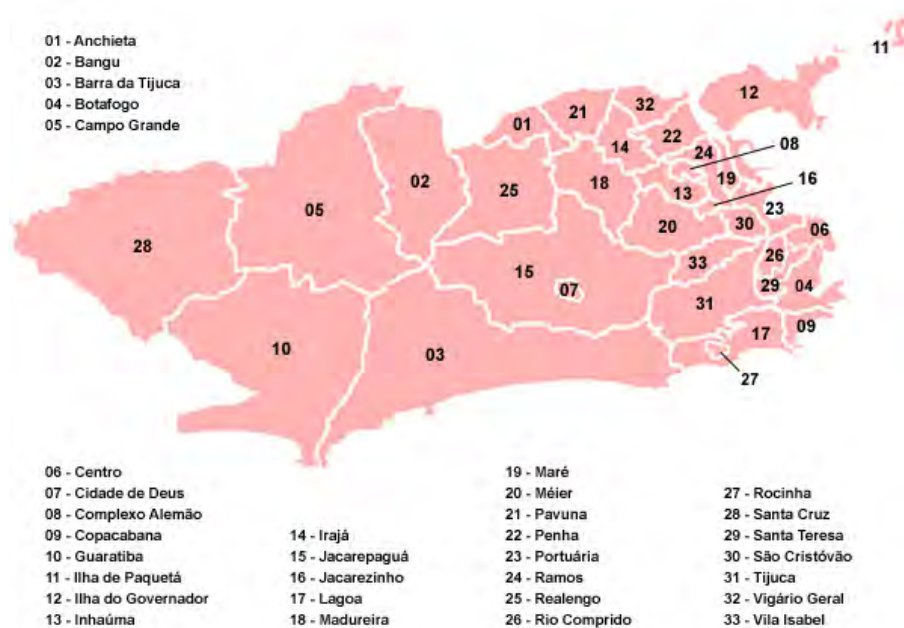 01 - Anchieta
02 - Bangu
03 - Barra da Tijuca
04 - Botafogo
05 - Campo Grande
11
12
32
21
01
22
14
08
24
02
18
19
25
13
16
05
23
20
30
06
28
26
33
15
07
29
04
31
09
17
10
03
27
06 - Centro
07 - Cidade de Deus
08 - Complexo Alemão
09 - Copacabana
10 - Guaratiba
11 - Ilha de Paquetá
12 - Ilha do Governador
13 - Inhaúma
14 - Irajá
15 - Jacarepaguá
16 - Jacarezinho
17 - Lagoa
18 - Madureira
19 - Maré
20 - Méier
21 - Pavuna
22 - Penha
23 - Portuária
24 - Ramos
25 - Realengo
26 - Rio Comprido
27 - Rocinha
28 - Santa Cruz
29 - Santa Teresa
30 - São Cristóvão
31 - Tijuca
32 - Vigário Geral
33 - Vila Isabel